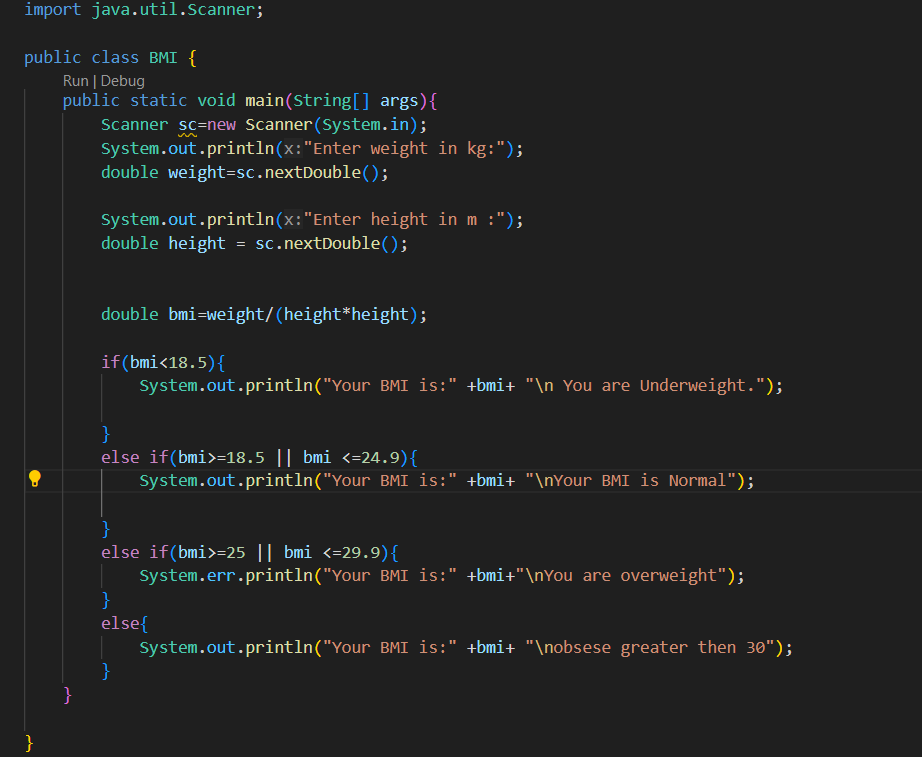 import java.util.Scanner;
public class BMI {
Run | Debug
public static void main(String[] args){
Scanner sc=new Scanner(System.in);
System.out.println(x:"Enter weight in kg:");
double weight=sc.nextDouble();
System.out.println(x:"Enter height in m :");
double height = sc.nextDouble();
double bmi=weight/(height*height);
if(bmi<18.5){
System.out.println("Your BMI is:" +bmi+ "\n You are Underweight.");
}
else if(bmi>=18.5 || bmi <=24.9){
System.out.println("Your BMI is:" +bmi+ "\nYour BMI is Normal");
}
else if(bmi>=25 || bmi <=29.9){
System.err.println("Your BMI is:" +bmi+"\nYou are overweight");
}
else{
System.out.println("Your BMI is:" +bmi+ "\nobsese greater then 30");
}
}
}